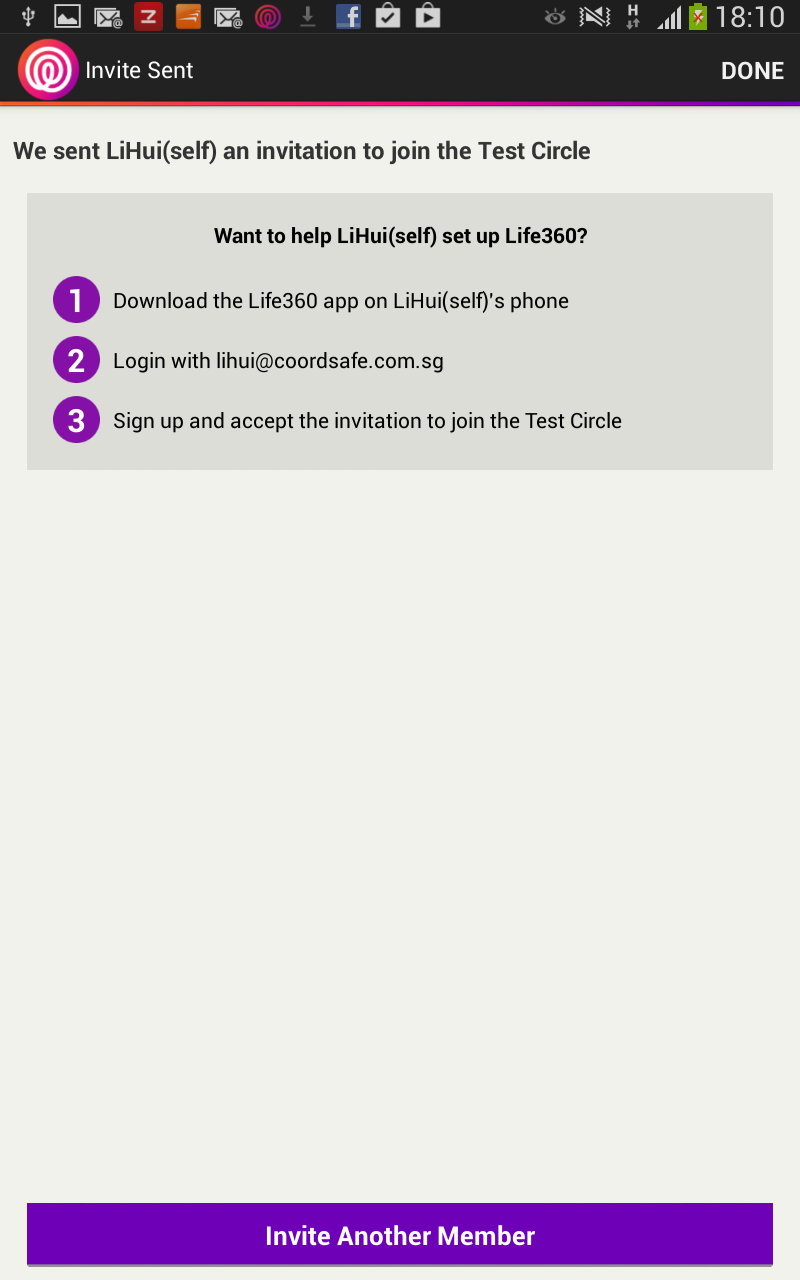 Z
@
@
f
H
18:10
Invite Sent
DONE
We sent LiHui(self) an invitation to join the Test Circle
Want to help LiHui(self) set up Life360?
1 Download the Life360 app on LiHui(self)'s phone
2 Login with lihui@coordsafe.com.sg
3 Sign up and accept the invitation to join the Test Circle
Invite Another Member